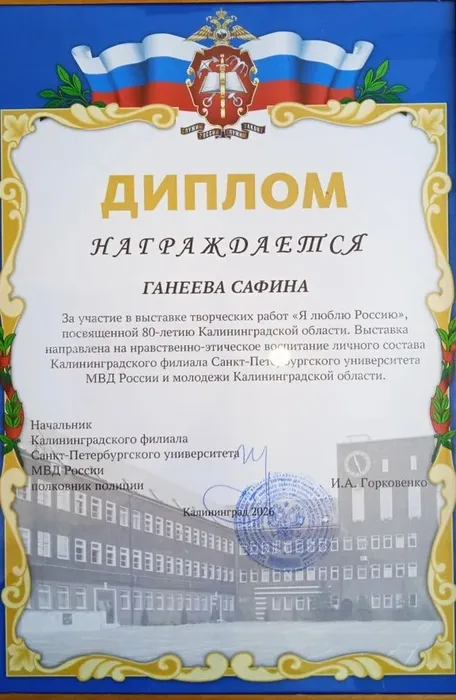 ДИПЛОМ
НАГРАЖДАЕТСЯ
ГАНЕЕВА САФИНА
За участие в выставке творческих работ «Я люблю Россию»,
посвященной 80-летию Калининградской области. Выставка
направлена на нравственно-этическое воспитание личного состава
Калининградского филиала Санкт-Петербургского университета
МВД России и молодежи Калининградской области.
Начальник
Калининградского филиала
Санкт-Петербургского университета
МВД России
полковник полиции
И.А. Горковенко
Калининград 2026